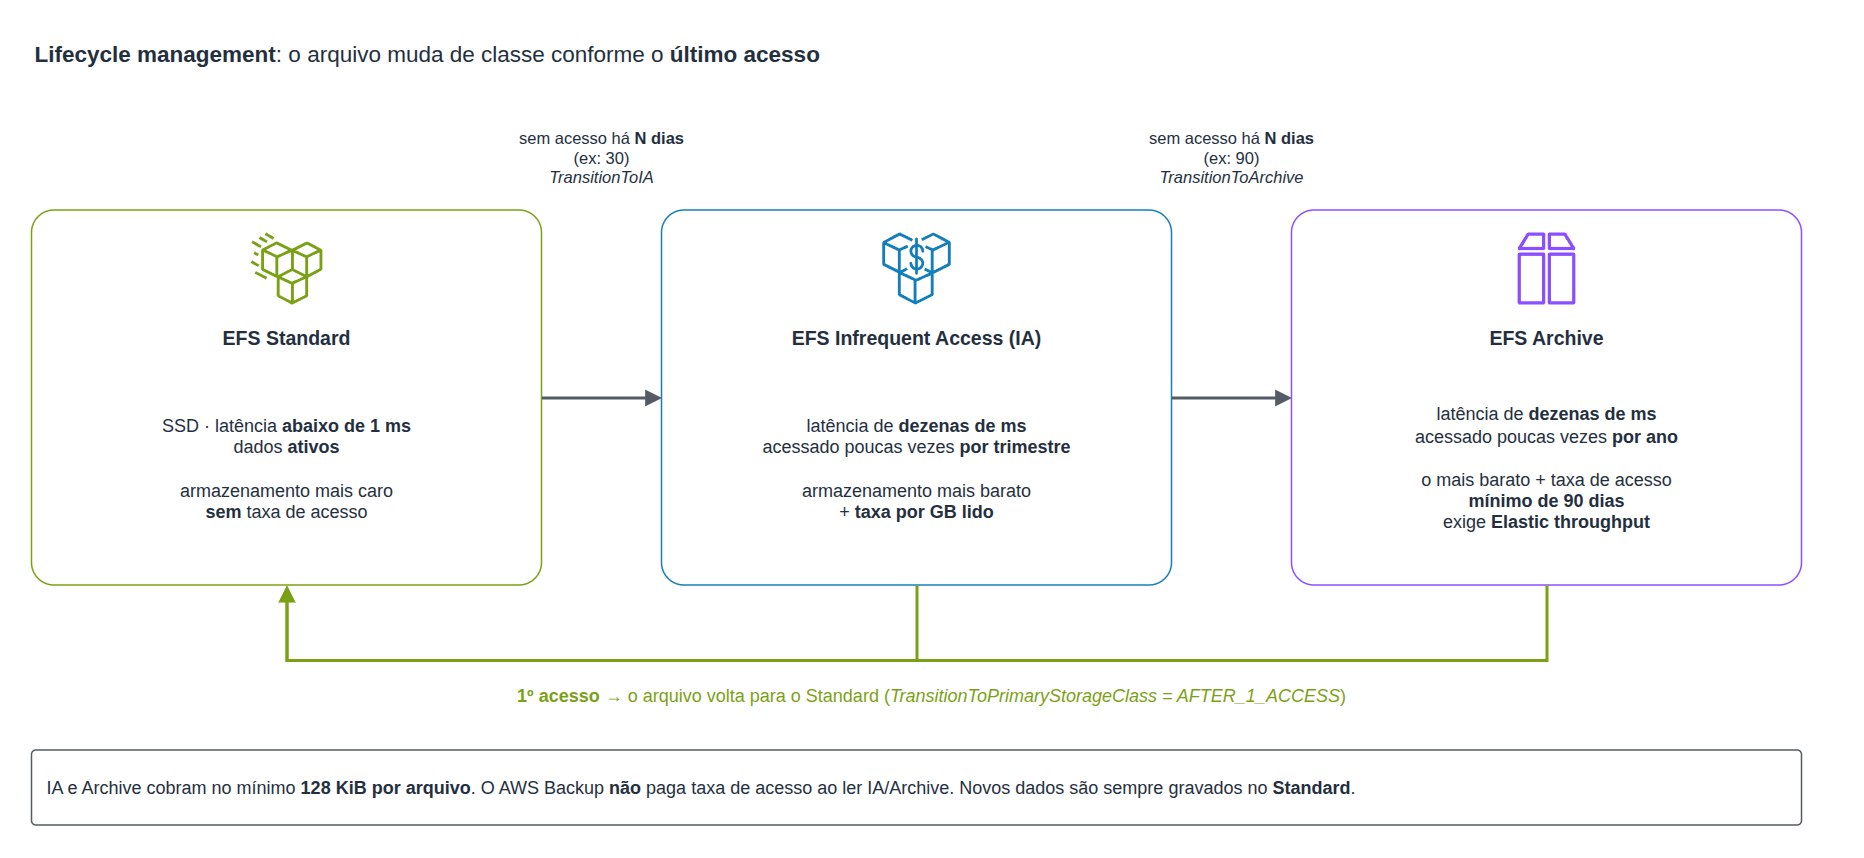 Lifecycle management: o arquivo muda de classe conforme o último acesso
sem acesso há N dias
(ex: 30)
TransitionToIA
sem acesso há N dias
(ex: 90)
TransitionToArchive
EFS Standard
SSD · latência abaixo de 1 ms
dados ativos
armazenamento mais caro
sem taxa de acesso
EFS Infrequent Access (IA)
latência de dezenas de ms
acessado poucas vezes por trimestre
armazenamento mais barato
+ taxa por GB lido
EFS Archive
latência de dezenas de ms
acessado poucas vezes por ano
o mais barato + taxa de acesso
mínimo de 90 dias
exige Elastic throughput
1º acesso → o arquivo volta para o Standard (TransitionToPrimaryStorageClass = AFTER_1_ACCESS)
IA e Archive cobram no mínimo 128 KiB por arquivo. O AWS Backup não paga taxa de acesso ao ler IA/Archive. Novos dados são sempre gravados no Standard.